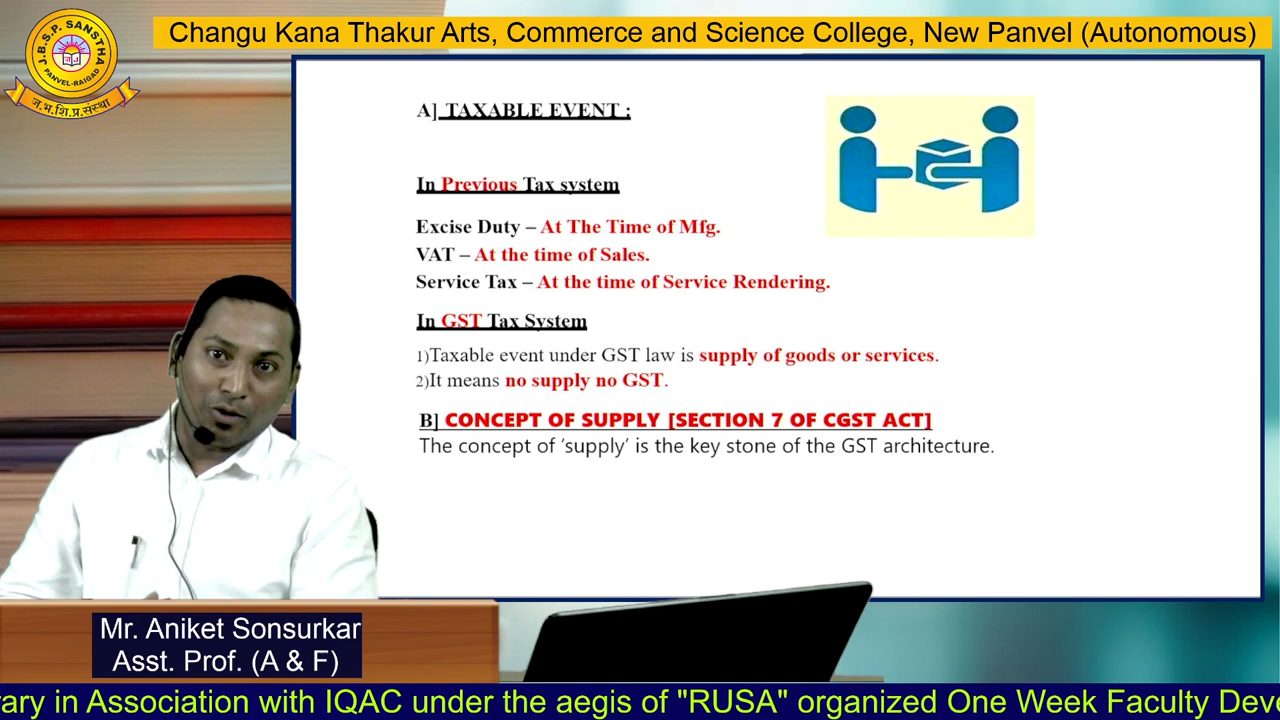 Changu Kana Thakur Arts, Commerce and Science College, New Panvel (Autonomous)
J.B.S.P. SANSTHA
PANVEL-RAIGAD
ज.भ.शि.प्र.संस्था
A] TAXABLE EVENT :
In Previous Tax system
Excise Duty – At The Time of Mfg.
VAT – At the time of Sales.
Service Tax – At the time of Service Rendering.
In GST Tax System
1)Taxable event under GST law is supply of goods or services.
2)It means no supply no GST.
B] CONCEPT OF SUPPLY [SECTION 7 OF CGST ACT]
The concept of ‘supply’ is the key stone of the GST architecture.
Mr. Aniket Sonsurkar
Asst. Prof. (A & F)
in Association with IQAC under the aegis of "RUSA" organized One Week Faculty